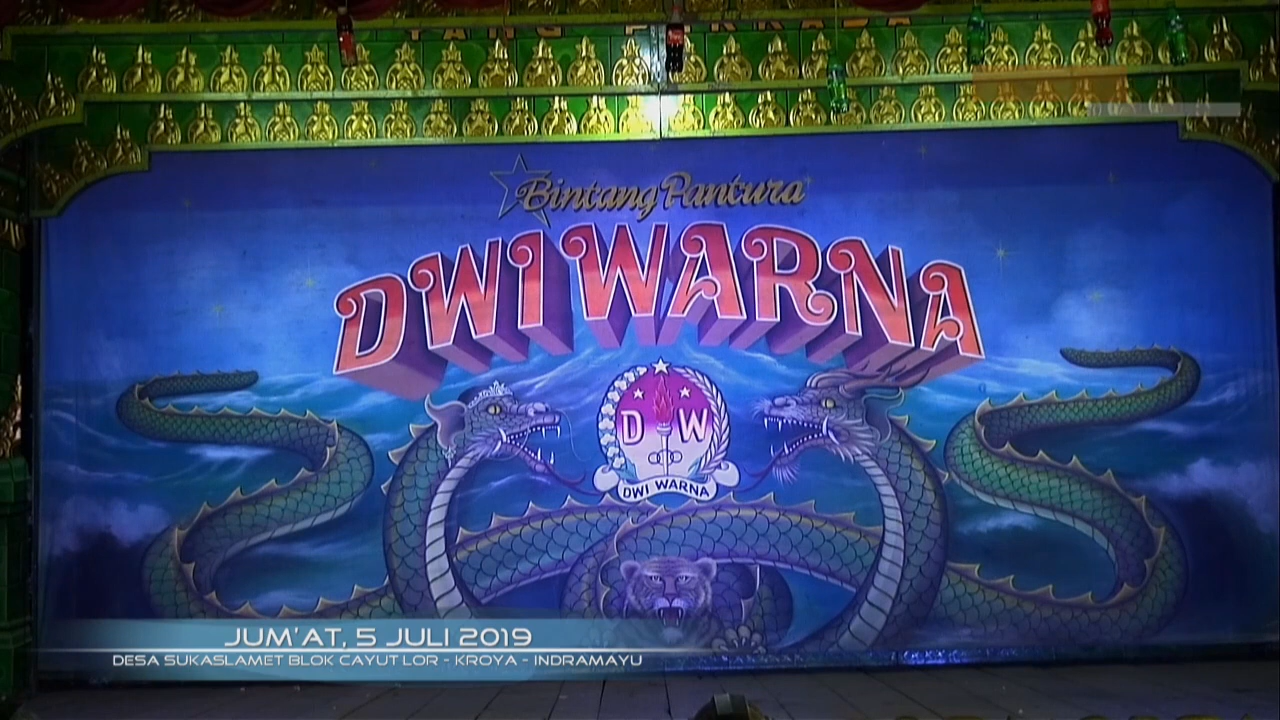 Bintang Pantura
DWI WARNA
D W
DWI WARNA
JUM'AT, 5 JULI 2019
DESA SUKASLAMET BLOK CAYUT LOR - KROYA - INDRAMAYU